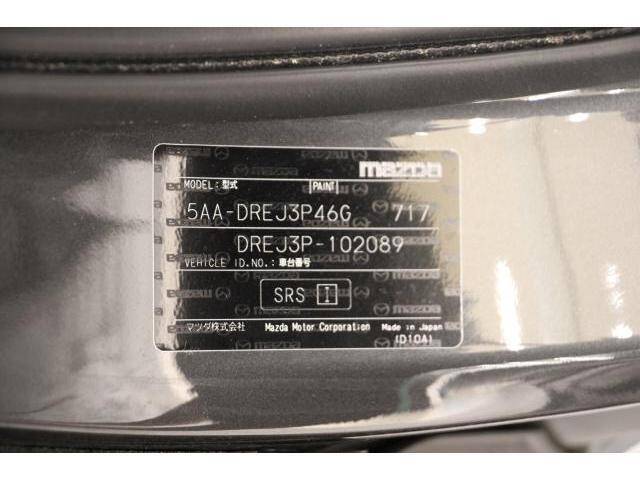 mazda
MODEL:型式 PAINT
5AA-DREJ3P46G 717
DREJ3P-102089
VEHICLE ID.NO.:車台番号
SRS I
マツダ株式会社 Mazda Motor Corporation Made in Japan
(D10A)